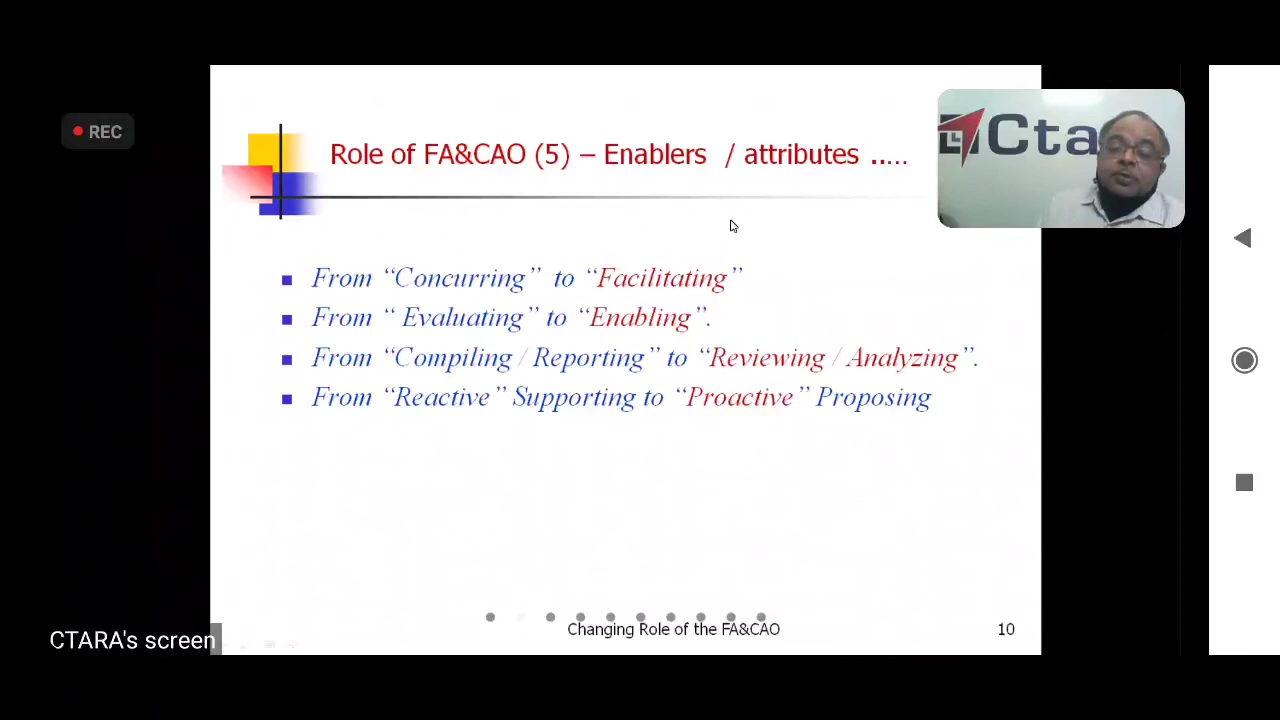 REC
Role of FA&CAO (5) – Enablers / attributes .....
Cta
From “Concurring” to “Facilitating”
From “ Evaluating” to “Enabling”.
From “Compiling / Reporting” to “Reviewing / Analyzing”.
From “Reactive” Supporting to “Proactive” Proposing
Changing Role of the FA&CAO
10
CTARA's screen